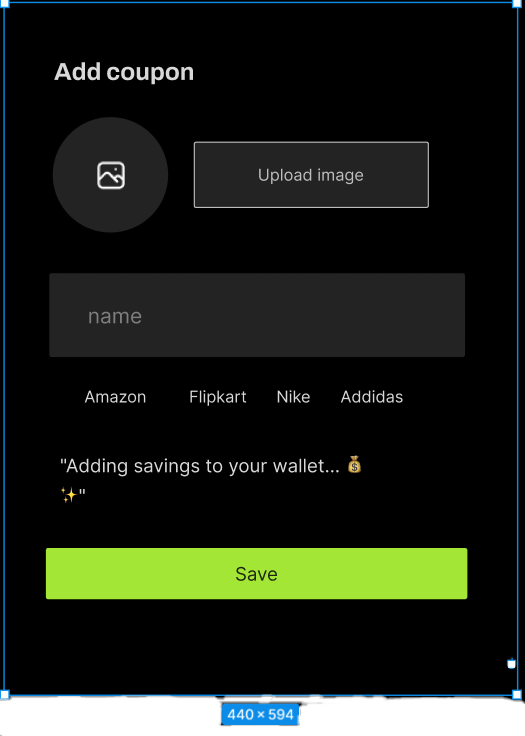 Add coupon
Upload image
name
Amazon Flipkart Nike Addidas
"Adding savings to your wallet... 💰
✨"
Save
440 × 594